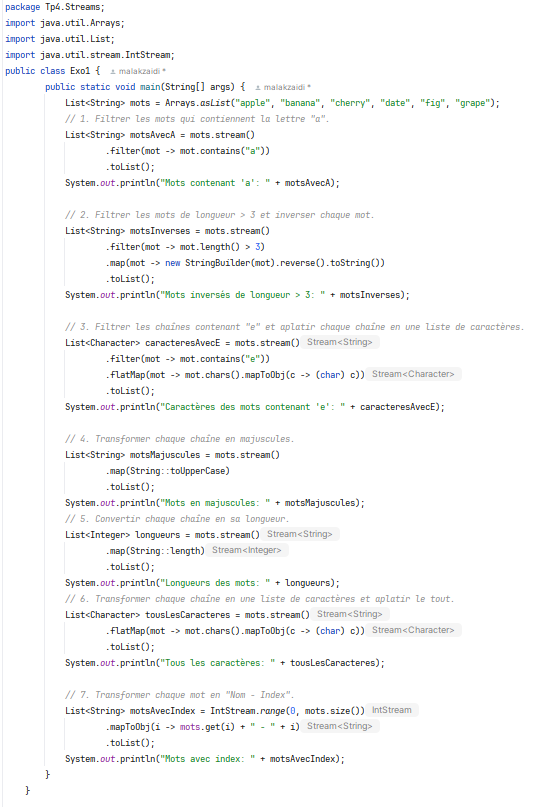 package Tp4.Streams;
import java.util.Arrays;
import java.util.List;
import java.util.stream.IntStream;
public class Exo1 {  malakzaidi *
public static void main(String[] args) {  malakzaidi *
List<String> mots = Arrays.asList("apple", "banana", "cherry", "date", "fig", "grape");
// 1. Filtrer les mots qui contiennent la lettre "a".
List<String> motsAvecA = mots.stream()
.filter(mot -> mot.contains("a"))
.toList();
System.out.println("Mots contenant 'a': " + motsAvecA);
// 2. Filtrer les mots de longueur > 3 et inverser chaque mot.
List<String> motsInverses = mots.stream()
.filter(mot -> mot.length() > 3)
.map(mot -> new StringBuilder(mot).reverse().toString())
.toList();
System.out.println("Mots inversés de longueur > 3: " + motsInverses);
// 3. Filtrer les chaînes contenant "e" et aplatir chaque chaîne en une liste de caractères.
List<Character> caracteresAvecE = mots.stream() Stream<String>
.filter(mot -> mot.contains("e"))
.flatMap(mot -> mot.chars().mapToObj(c -> (char) c)) Stream<Character>
.toList();
System.out.println("Caractères des mots contenant 'e': " + caracteresAvecE);
// 4. Transformer chaque chaîne en majuscules.
List<String> motsMajuscules = mots.stream()
.map(String::toUpperCase)
.toList();
System.out.println("Mots en majuscules: " + motsMajuscules);
// 5. Convertir chaque chaîne en sa longueur.
List<Integer> longueurs = mots.stream() Stream<String>
.map(String::length) Stream<Integer>
.toList();
System.out.println("Longueurs des mots: " + longueurs);
// 6. Transformer chaque chaîne en une liste de caractères et aplatir le tout.
List<Character> tousLesCaracteres = mots.stream() Stream<String>
.flatMap(mot -> mot.chars().mapToObj(c -> (char) c)) Stream<Character>
.toList();
System.out.println("Tous les caractères: " + tousLesCaracteres);
// 7. Transformer chaque mot en "Nom - Index".
List<String> motsAvecIndex = IntStream.range(0, mots.size()) IntStream
.mapToObj(i -> mots.get(i) + " - " + i) Stream<String>
.toList();
System.out.println("Mots avec index: " + motsAvecIndex);
}
}